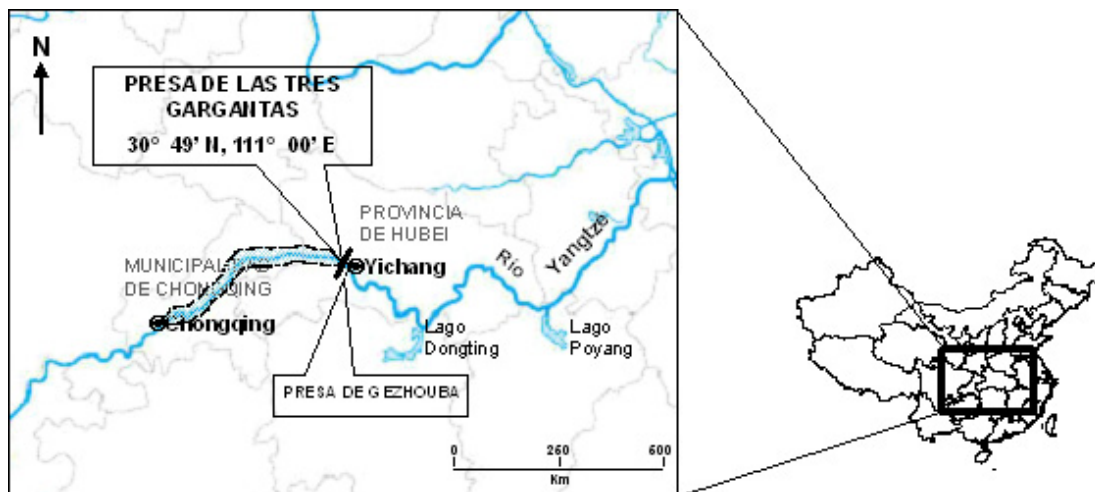 N
PRESA DE LAS TRES
GARGANTAS
30° 49' N, 111° 00' E
PROVINCIA
DE HUBEI
Río
Yangtze
MUNICIPALIDAD
DE CHONGQING
Yichang
Chongqing
Lago
Dongting
Lago
Poyang
PRESA DE GEZHOUBA
0 260 600
Km